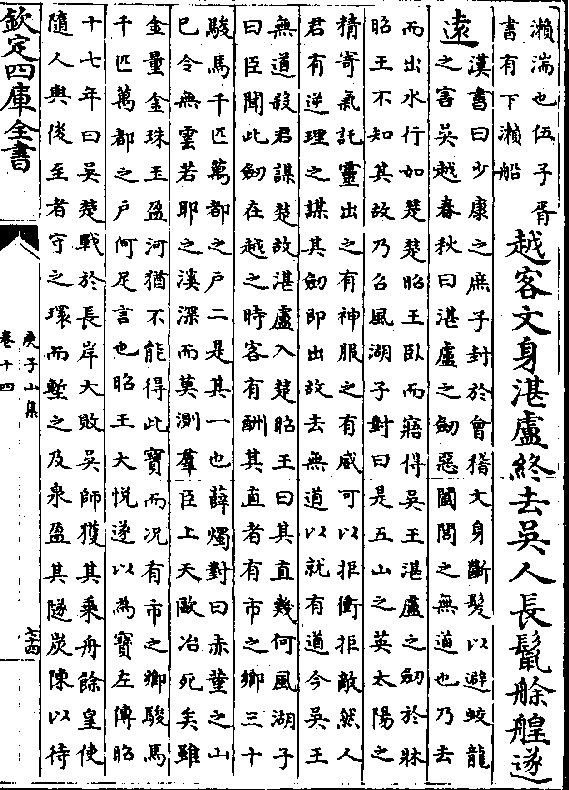 瀨湍也伍子胥
書有下瀨船
越客文身湛盧終去吳人長鬛艅艎遂
遠
漢書曰少康之庶子封於會稽文身斷髮以避蛟龍
之害吳越春秋曰湛盧之劔惡闔閭之無道也乃去
而出水行如楚楚昭王臥而寤得吳王湛盧之劔於牀
昭王不知其故乃召風湖子對曰是五山之英太陽之
精寄氣託靈出之有神服之有威可以拒衝拒敵然人
君有逆理之謀其劔即出故去無道以就有道今吳王
無道殺君謀楚故湛盧入楚昭王曰其直幾何風湖子
曰臣聞此劔在越之時客有酬其直者有市之鄉三十
駿馬千匹萬都之戶二是其一也薛燭對曰赤堇之山
已令無雲若耶之溪深而莫測羣臣上天歐冶死矣雖
金量金珠玉盈河猶不能得此寶而况有市之鄉駿馬
千匹萬都之戶何足言也昭王大悅遂以為寶左傳昭
十七年曰吳楚戰於長岸大敗吳師獲其乘舟餘皇使
隨人與後至者守之環而塹之及泉盈其隧炭陳以待
欽定四庫全書
庾子山集
卷十四